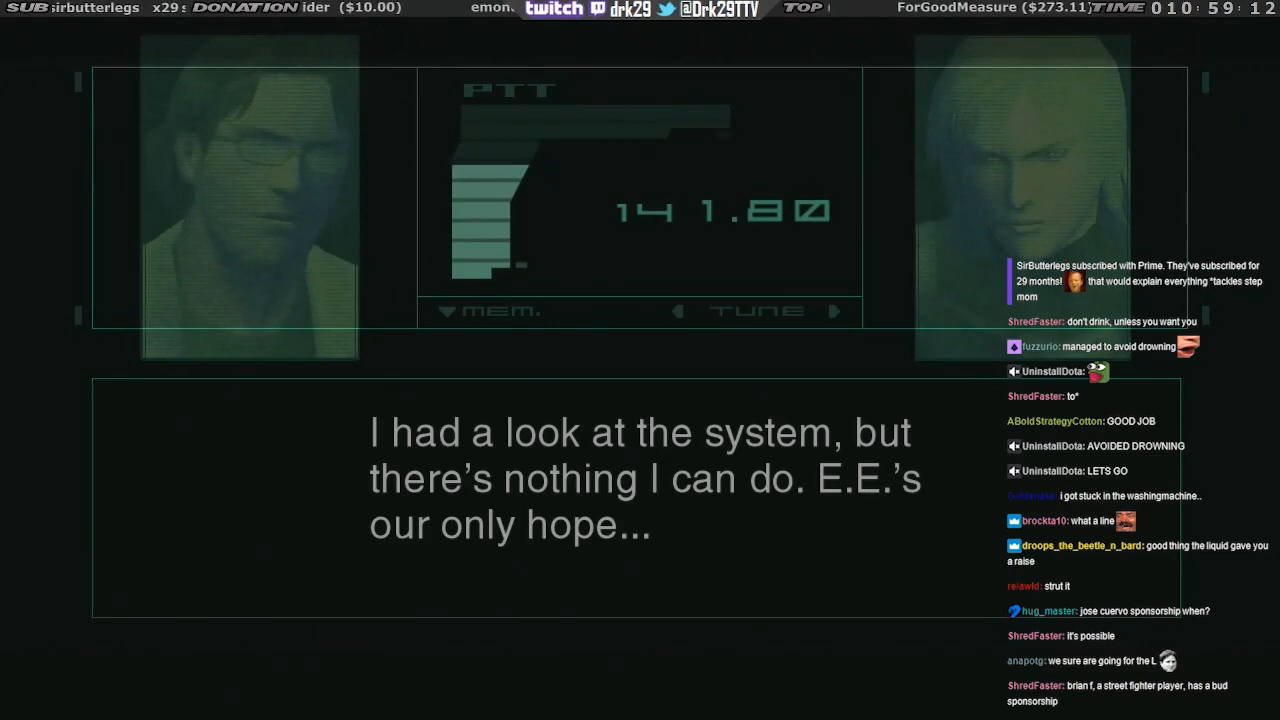 SUB sirbutterlegs x29 s DONATION ider ($10.00) emon twitch drk29 @Drk29TTV TOP ForGoodMeasure ($273.11) TIME 010:59:12
PTT
141.80
MEM. TUNE
I had a look at the system, but
there's nothing I can do. E.E.'s
our only hope...
SirButterlegs subscribed with Prime. They've subscribed for
29 months! that would explain everything *tackles step
mom
ShredFaster: don't drink, unless you want you
fuzzurio: managed to avoid drowning
UninstallDota:
ShredFaster: to*
ABoldStrategyCotton: GOOD JOB
UninstallDota: AVOIDED DROWNING
UninstallDota: LETS GO
i got stuck in the washingmachine..
brockta10: what a line
droops_the_beetle_n_bard: good thing the liquid gave you
a raise
relawld: strut it
hug_master: jose cuervo sponsorship when?
ShredFaster: it's possible
anapotg: we sure are going for the L
ShredFaster: brian f, a street fighter player, has a bud
sponsorship